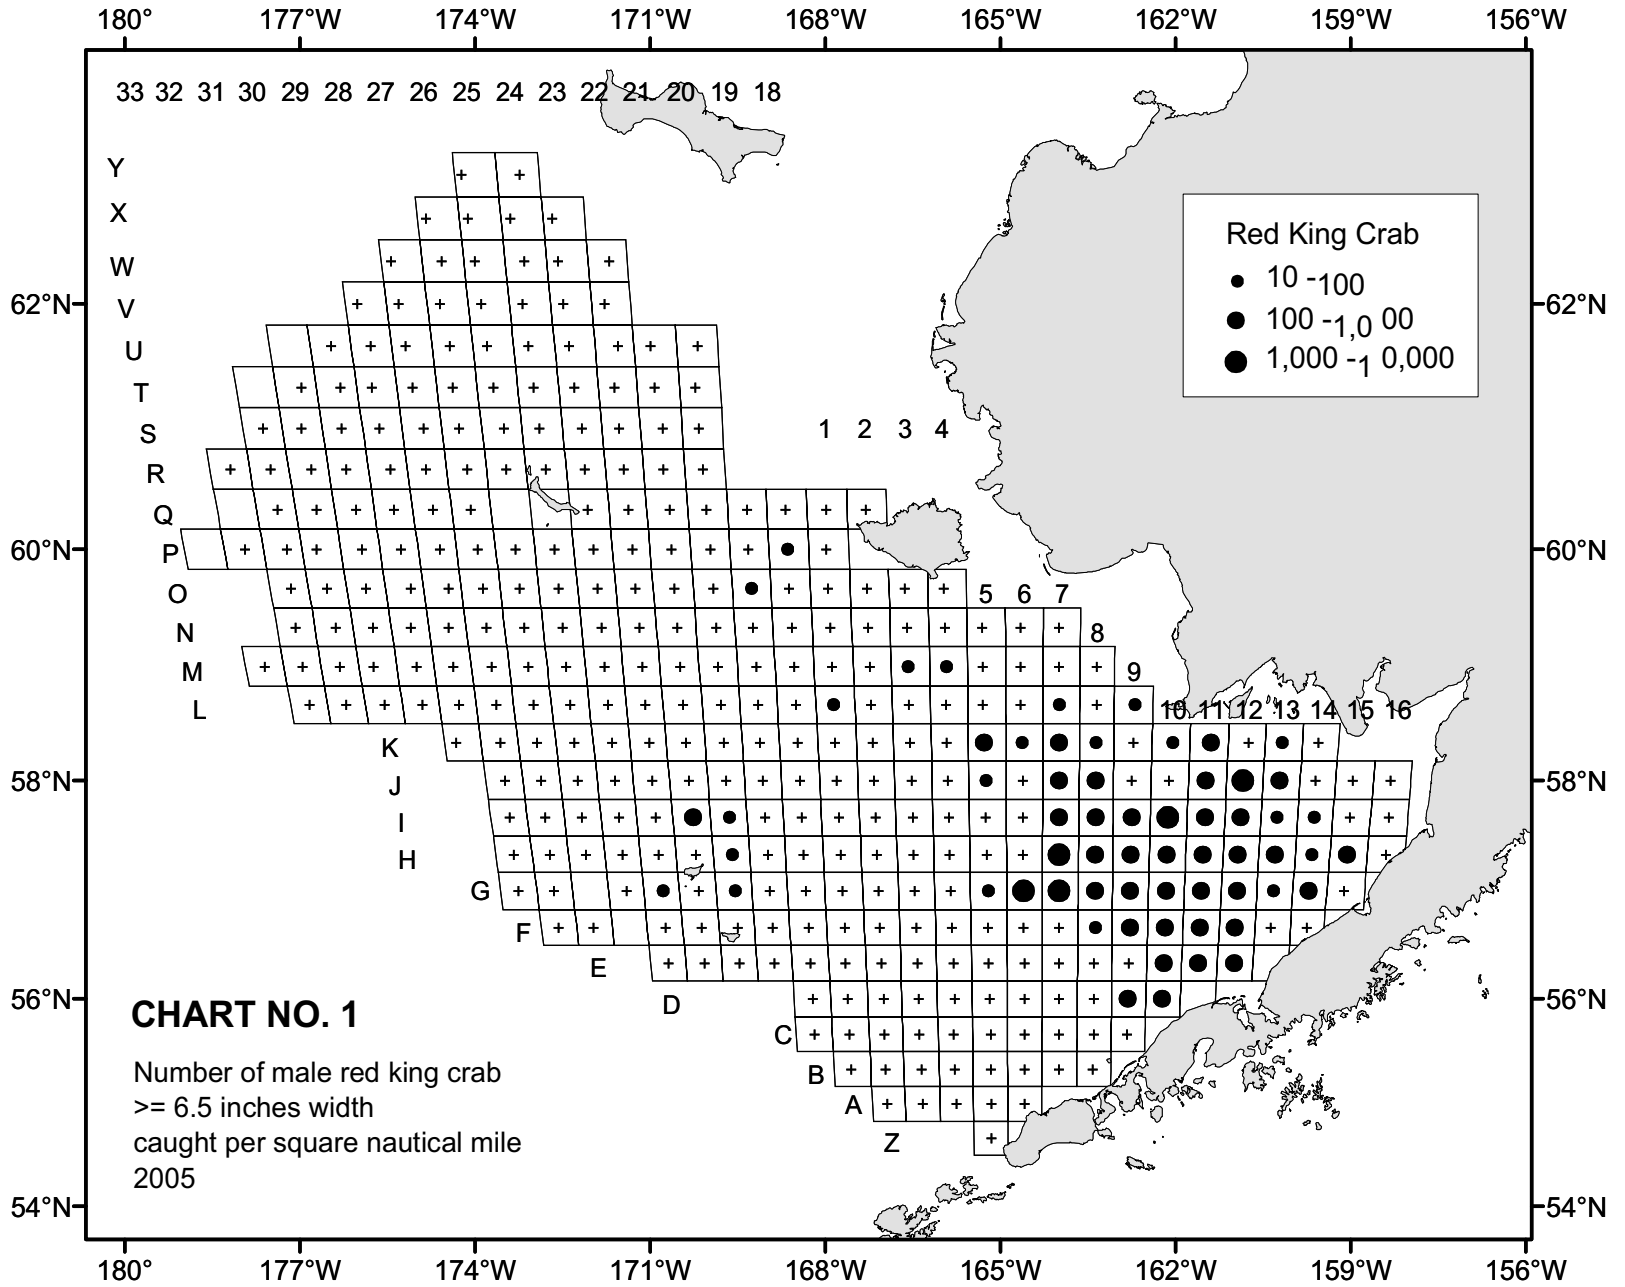 180° 177°W 174°W 171°W 168°W 165°W 162°W 159°W 156°W
33 32 31 30 29 28 27 26 25 24 23 22 21 20 19 18
Y
X
W
V
U
T
S
R
Q
P
O
N
M
L
K
J
I
H
G
F
E
D
C
B
A
Z
1 2 3 4
5 6 7
8
9
10 11 12 13 14 15 16
62°N 62°N
60°N 60°N
58°N 58°N
56°N 56°N
54°N 54°N
Red King Crab
10 -100
100 -1,0 00
1,000 -1 0,000
CHART NO. 1
Number of male red king crab
>= 6.5 inches width
caught per square nautical mile
2005
180° 177°W 174°W 171°W 168°W 165°W 162°W 159°W 156°W